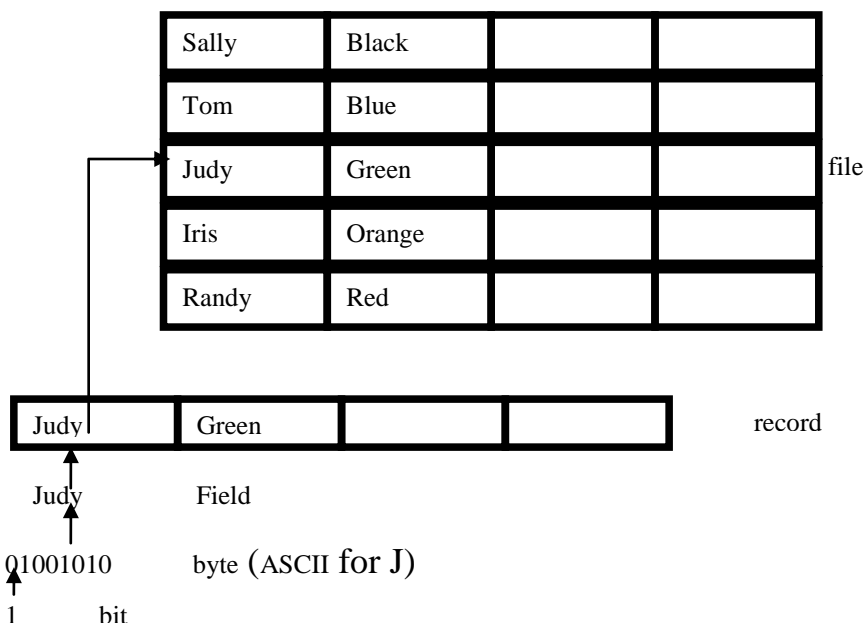 Sally Black
Tom Blue
Judy Green file
Iris Orange
Randy Red
Judy Green record
Judy Field
01001010 byte (ASCII for J)
1 bit